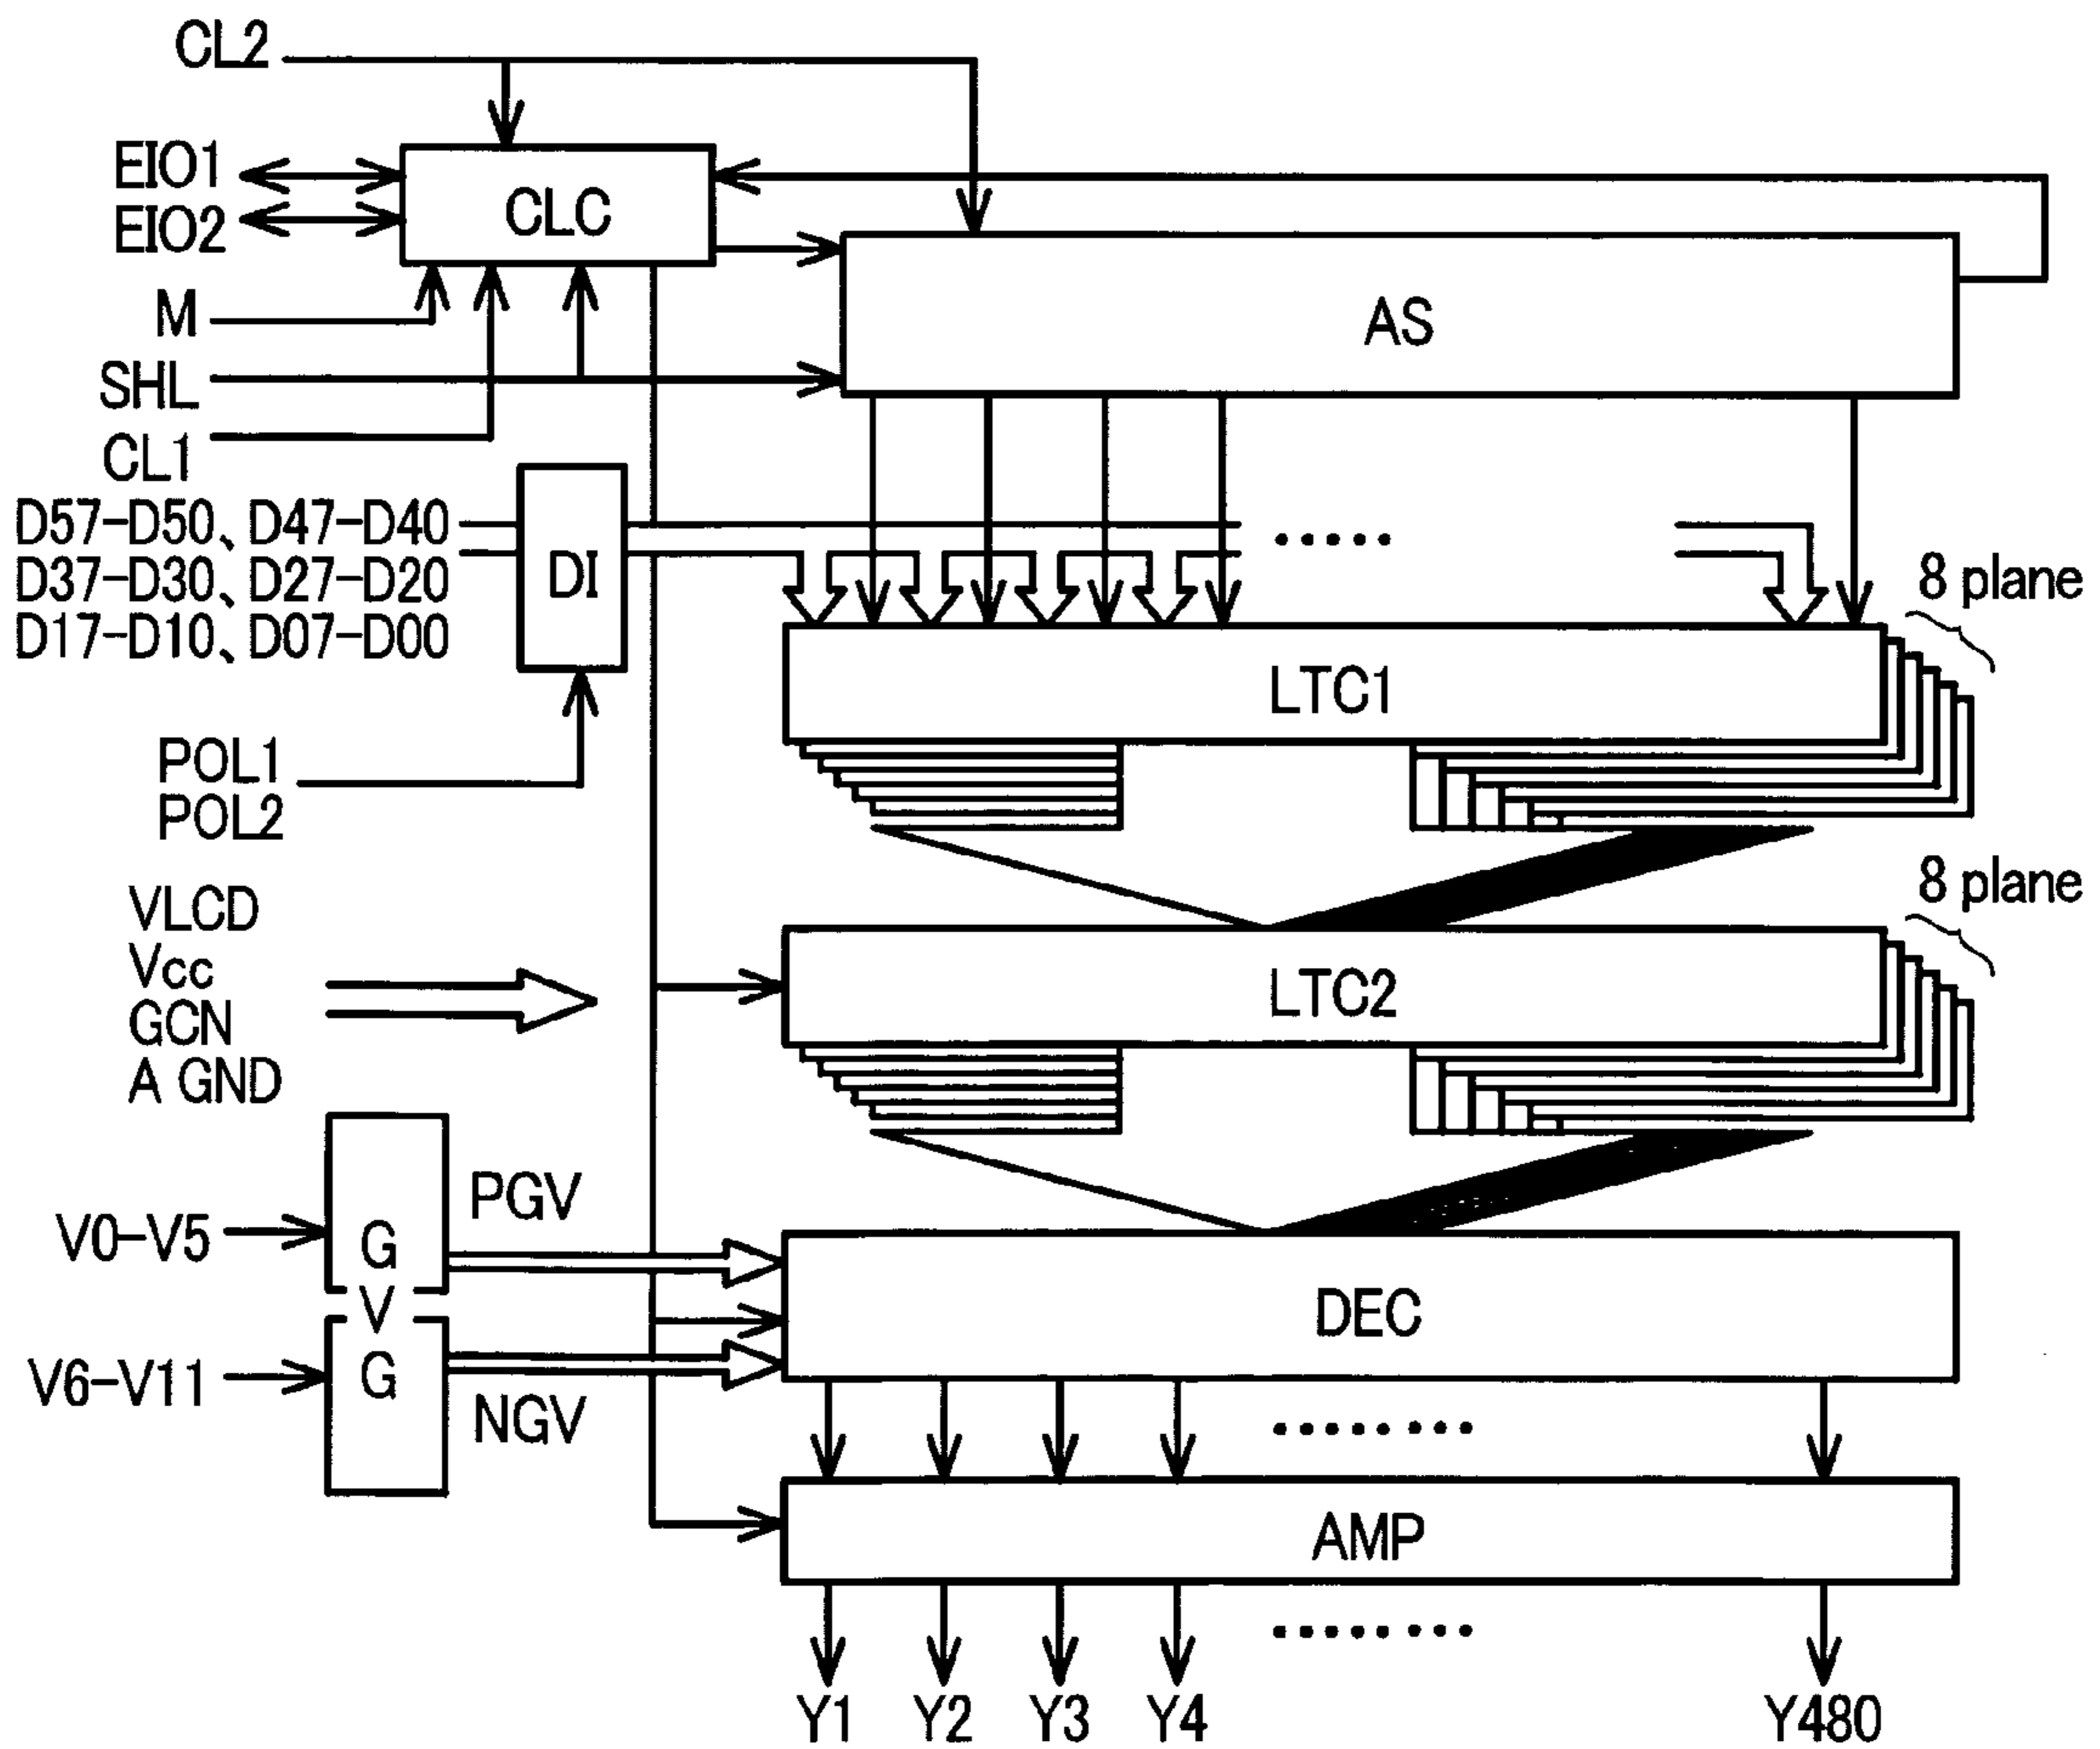 CL2
EIO1
EIO2
CLC
M
SHL
CL1
AS
D57-D50、D47-D40
D37-D30、D27-D20
D17-D10、D07-D00
DI
8 plane
LTC1
POL1
POL2
8 plane
VLCD
Vcc
GCN
A GND
LTC2
PGV
V0-V5
G
V
G
DEC
V6-V11
NGV
AMP
Y1 Y2 Y3 Y4 Y480